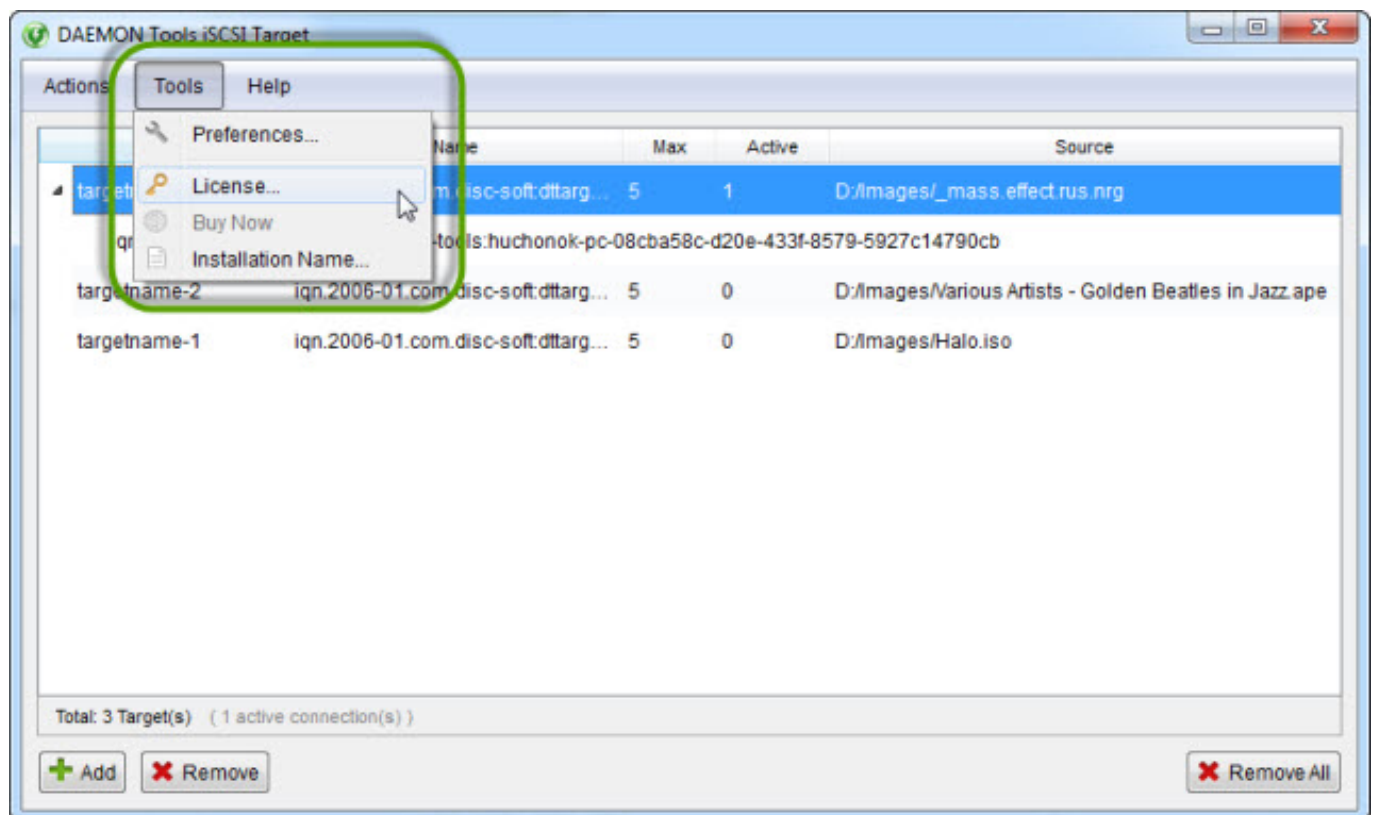 DAEMON Tools iSCSI Target
Actions Tools Help
Preferences...
License...
Buy Now
Installation Name...
Name Max Active Source
m.disc-soft:dttarg... 5 1 D:/Images/_mass.effect.rus.nrg
-tools:huchonok-pc-08cba58c-d20e-433f-8579-5927c14790cb
targetname-2 iqn.2006-01.com.disc-soft:dttarg... 5 0 D:/Images/Various Artists - Golden Beatles in Jazz.ape
targetname-1 iqn.2006-01.com.disc-soft:dttarg... 5 0 D:/Images/Halo.iso
Total: 3 Target(s) ( 1 active connection(s) )
Add Remove Remove All